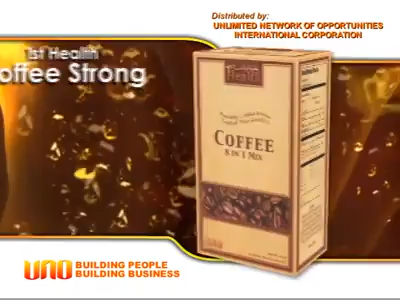 Distributed by:
UNLIMITED NETWORK OF OPPORTUNITIES
INTERNATIONAL CORPORATION
1st Health
offee Strong
Health
COFFEE
8 IN 1 MIX
UNO
BUILDING PEOPLE
BUILDING BUSINESS